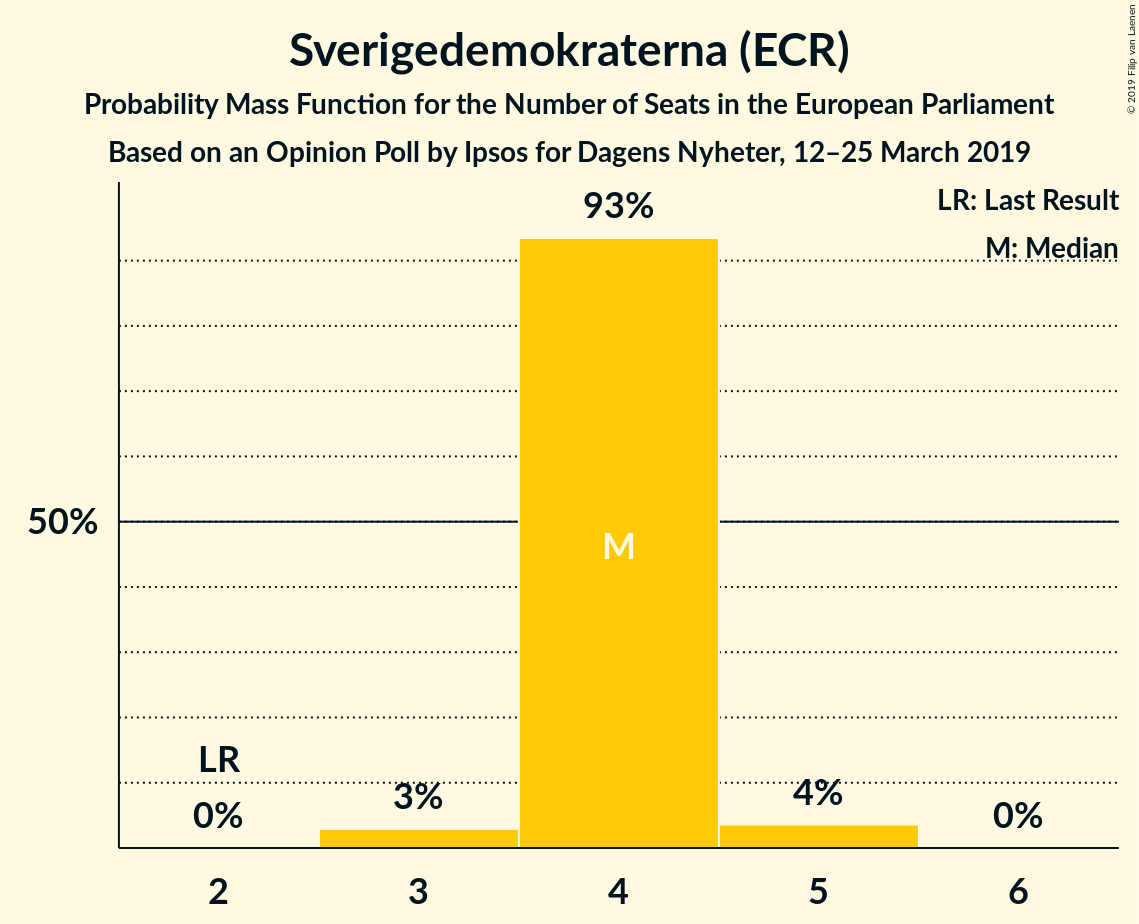 Sverigedemokraterna (ECR)
Probability Mass Function for the Number of Seats in the European Parliament
Based on an Opinion Poll by Ipsos for Dagens Nyheter, 12–25 March 2019
© 2019 Filip van Laenen
LR: Last Result
M: Median
93%
50%
M
LR
0%
3%
4%
0%
2 3 4 5 6